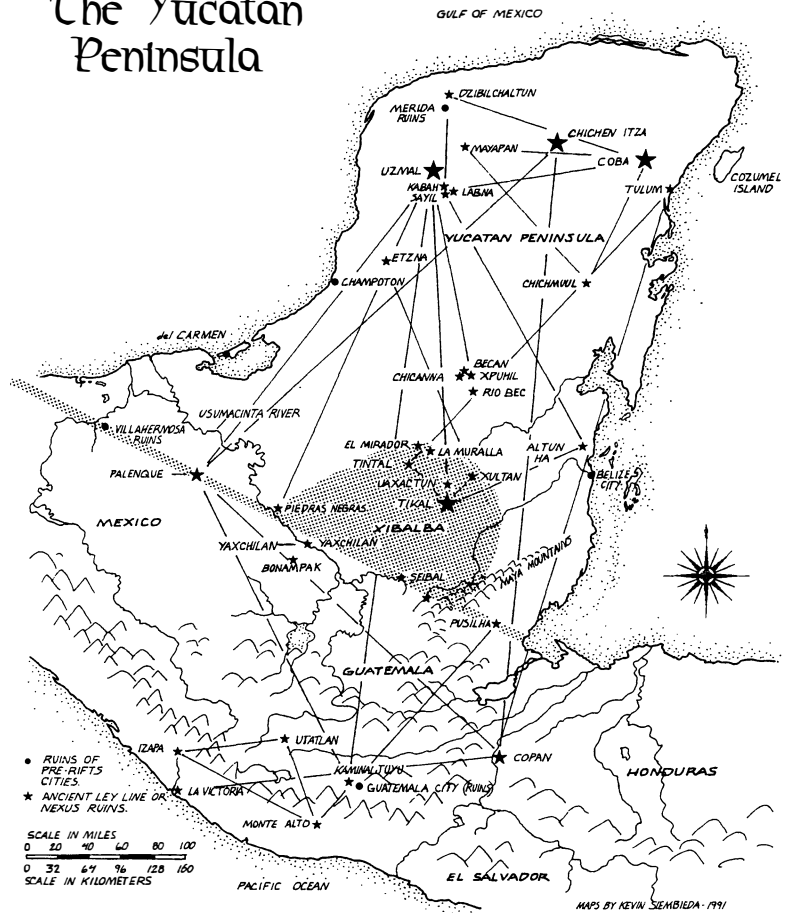 The Yucatan
Peninsula
GULF OF MEXICO
DZIBILCHALTUN
MERIDA
RUINS
CHICHEN ITZA
MAYAPAN
COBA
UZMAL
COZUMEL
ISLAND
KABAH
SAYIL
LABNA
TULUM
YUCATAN PENINSULA
ETZNA
CHAMPOTON
CHICHMUUL
del CARMEN
BECAN
CHICANNA
XPUHIL
RIO BEC
USUMACINTA RIVER
VILLAHERMOSA
RUINS
EL MIRADOR
LA MURALLA
ALTUN
HA
TINTAL
PALENQUE
UAXACTUN
XULTAN
BELIZE
CITY
TIKAL
PIEDRAS NEGRAS
MEXICO
XIBALBA
YAXCHILAN
YAXCHILAN
BONAMPAK
SEIBAL
MAYA MOUNTAINS
PUSILHA
GUATEMALA
IZAPA
UTATLAN
COPAN
RUINS OF
PRE-RIFTS
CITIES.
KAMINALJUYU
HONDURAS
ANCIENT LEY LINE OR
NEXUS RUINS.
LA VICTORIA
GUATEMALA CITY (RUINS)
MONTE ALTO
SCALE IN MILES
0 20 40 60 80 100
0 32 64 96 128 160
SCALE IN KILOMETERS
EL SALVADOR
PACIFIC OCEAN
MAPS BY KEVIN SIEMBIEDA-1991